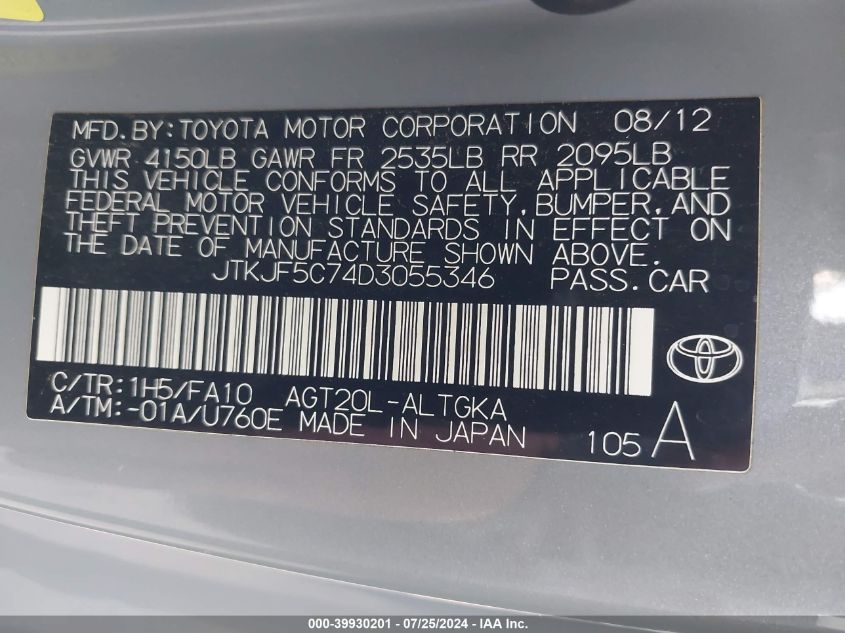 MFD.BY:TOYOTA MOTOR CORPORATION 08/12
GVWR 4150LB GAWR FR 2535LB RR 2095LB
THIS VEHICLE CONFORMS TO ALL APPLICABLE
FEDERAL MOTOR VEHICLE SAFETY,BUMPER,AND
THEFT PREVENTION STANDARDS IN EFFECT ON
THE DATE OF MANUFACTURE SHOWN ABOVE.
JTKJF5C74D3055346 PASS.CAR
C/TR:1H5/FA10 AGT20L-ALTGKA
A/TM:-01A/U760E MADE IN JAPAN 105 A
000-39930201 - 07/25/2024 - IAA, Inc.